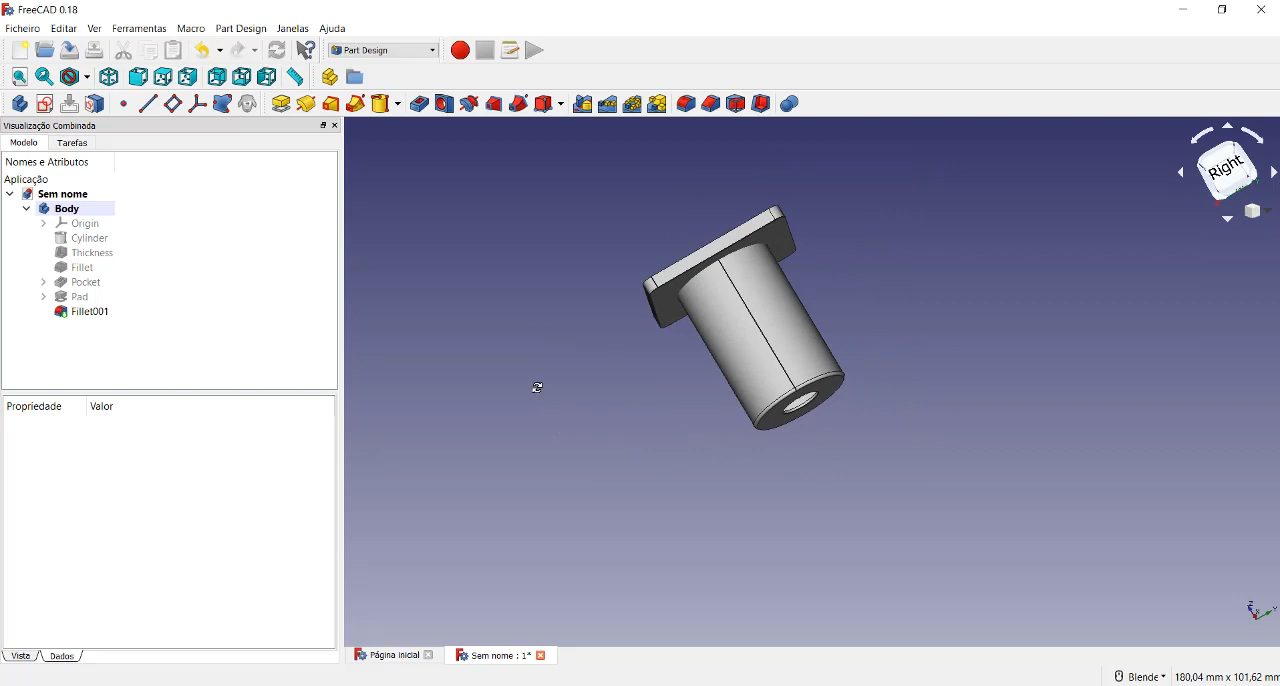 FreeCAD 0.18
Ficheiro Editar Ver Ferramentas Macro Part Design Janelas Ajuda
Part Design
Visualização Combinada
Modelo Tarefas
Nomes e Atributos
Aplicação
Sem nome
Body
Origin
Cylinder
Thickness
Fillet
Pocket
Pad
Fillet001
Propriedade Valor
Right
Z
Y
Vista Dados
Página inicial
Sem nome : 1*
Blende
180,04 mm x 101,62 mm